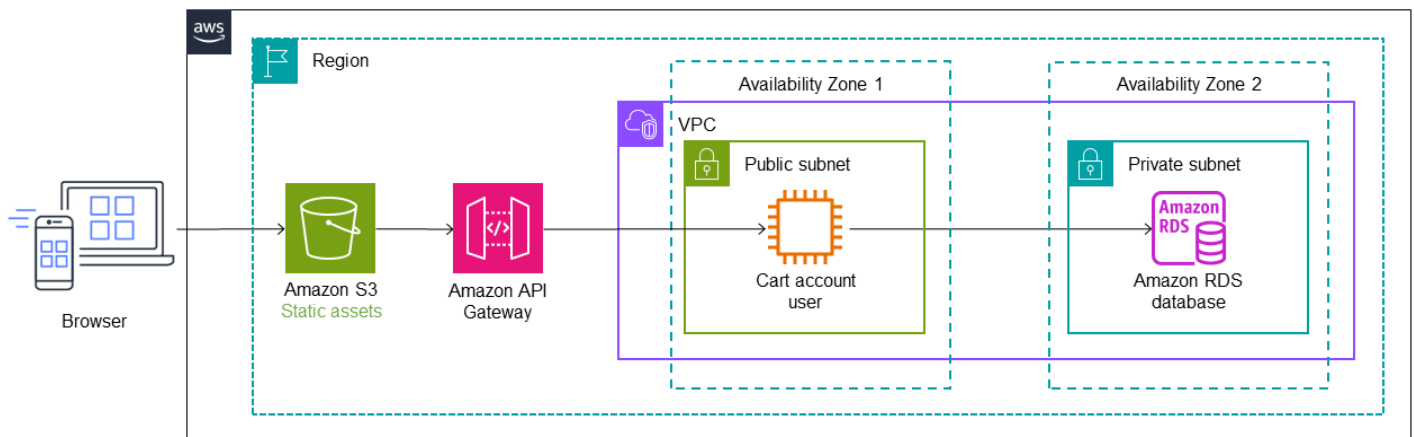 aws
Region
Availability Zone 1
Availability Zone 2
VPC
Public subnet
Private subnet
</>
Amazon
RDS
Cart account
user
Amazon RDS
database
Amazon S3
Static assets
Amazon API
Gateway
Browser